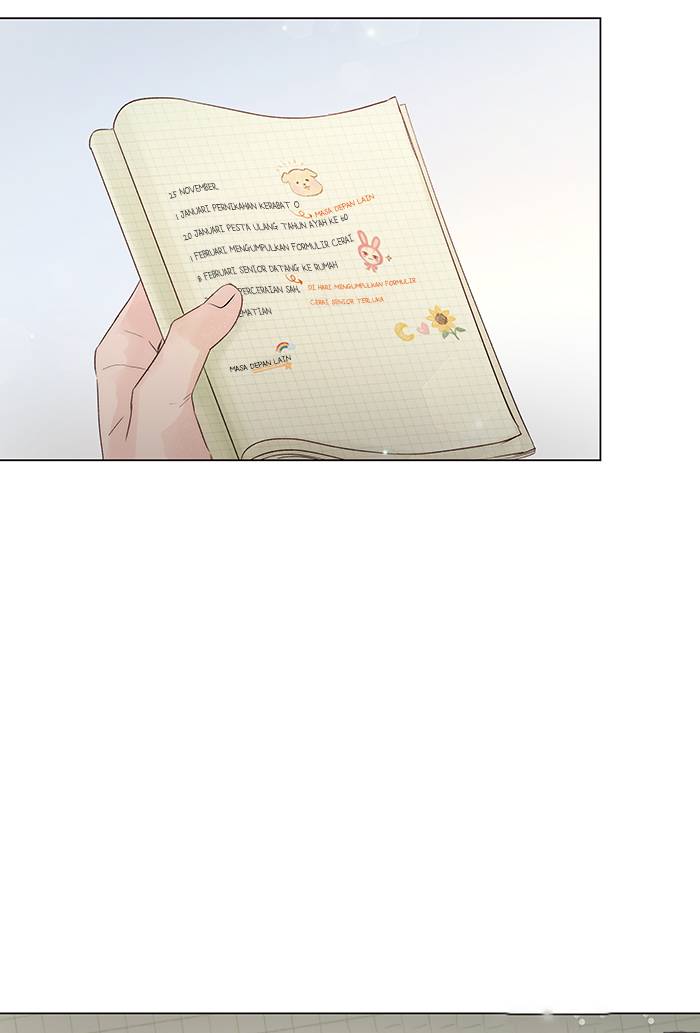 25 NOVEMBER.
1 JANUARI PERNIKAHAN KERABAT O
MASA DEPAN LAIN
20 JANUARI PESTA ULANG TAHUN AYAH KE 60
1 FEBRUARI MENGUMPULKAN FORMULIR CERAI
8 FEBRUARI SENIOR DATANG KE RUMAH
PERCERAIAN SAH.
DI HARI MENGUMPULKAN FORMULIR
CERAI SENIOR TERLUKA
EMATIAN
MASA DEPAN LAIN